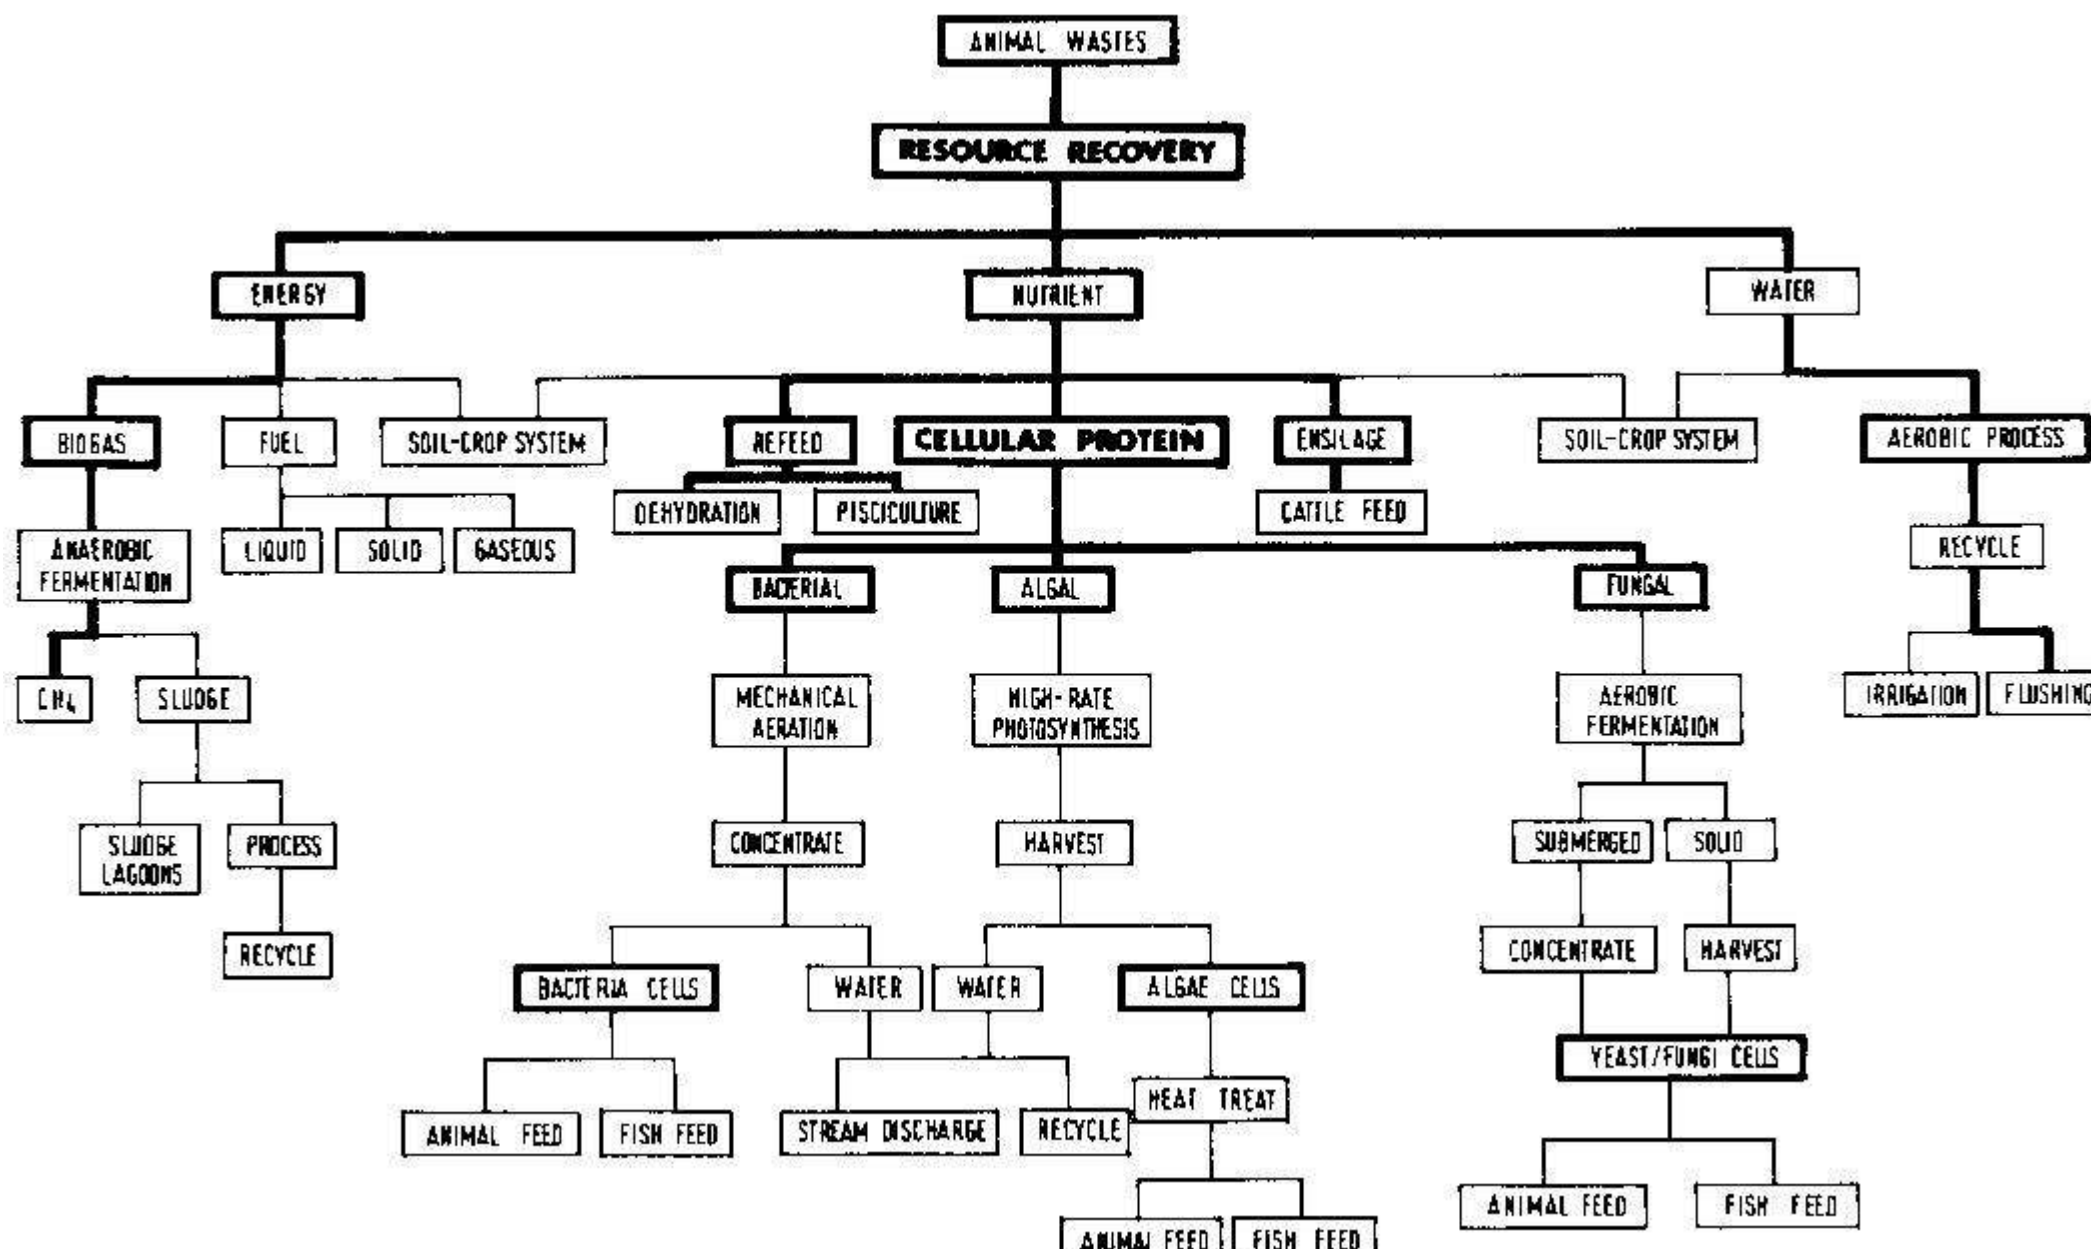 ANIMAL WASTES
RESOURCE RECOVERY
ENERGY
NUTRIENT
WATER
BIOGAS
FUEL
SOIL-CROP SYSTEM
REFEED
CELLULAR PROTEIN
ENSILAGE
SOIL-CROP SYSTEM
AEROBIC PROCESS
DEHYDRATION
PISCICULTURE
CATTLE FEED
ANAEROBIC
FERMENTATION
LIQUID
SOLID
GASEOUS
RECYCLE
BACTERIAL
ALGAL
FUNGAL
CH4
SLUDGE
MECHANICAL
AERATION
HIGH-RATE
PHOTOSYNTHESIS
AEROBIC
FERMENTATION
IRRIGATION
FLUSHING
SLUDGE
LAGOONS
PROCESS
CONCENTRATE
HARVEST
SUBMERGED
SOLID
RECYCLE
CONCENTRATE
HARVEST
BACTERIA CELLS
WATER
WATER
ALGAE CELLS
YEAST/FUNGI CELLS
ANIMAL FEED
FISH FEED
STREAM DISCHARGE
RECYCLE
HEAT TREAT
ANIMAL FEED
FISH FEED
ANIMAL FEED
FISH FEED